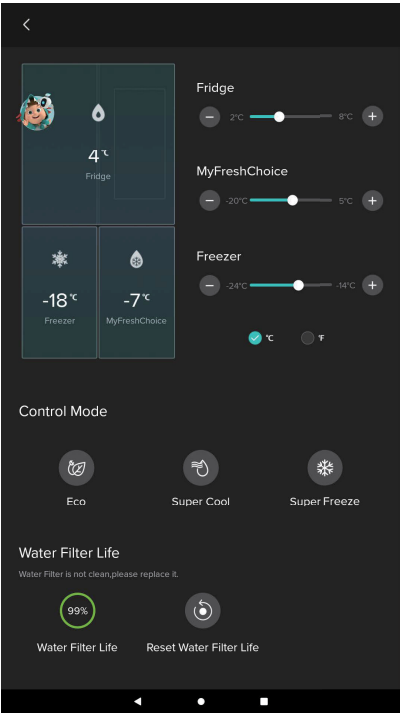 Fridge
2°C
8°C
4°C
Fridge
MyFreshChoice
-20°C
5°C
Freezer
-24°C
-14°C
-18°C
Freezer
-7°C
MyFreshChoice
°C
°F
Control Mode
Eco
Super Cool
Super Freeze
Water Filter Life
Water Filter is not clean,please replace it.
99%
Water Filter Life
Reset Water Filter Life